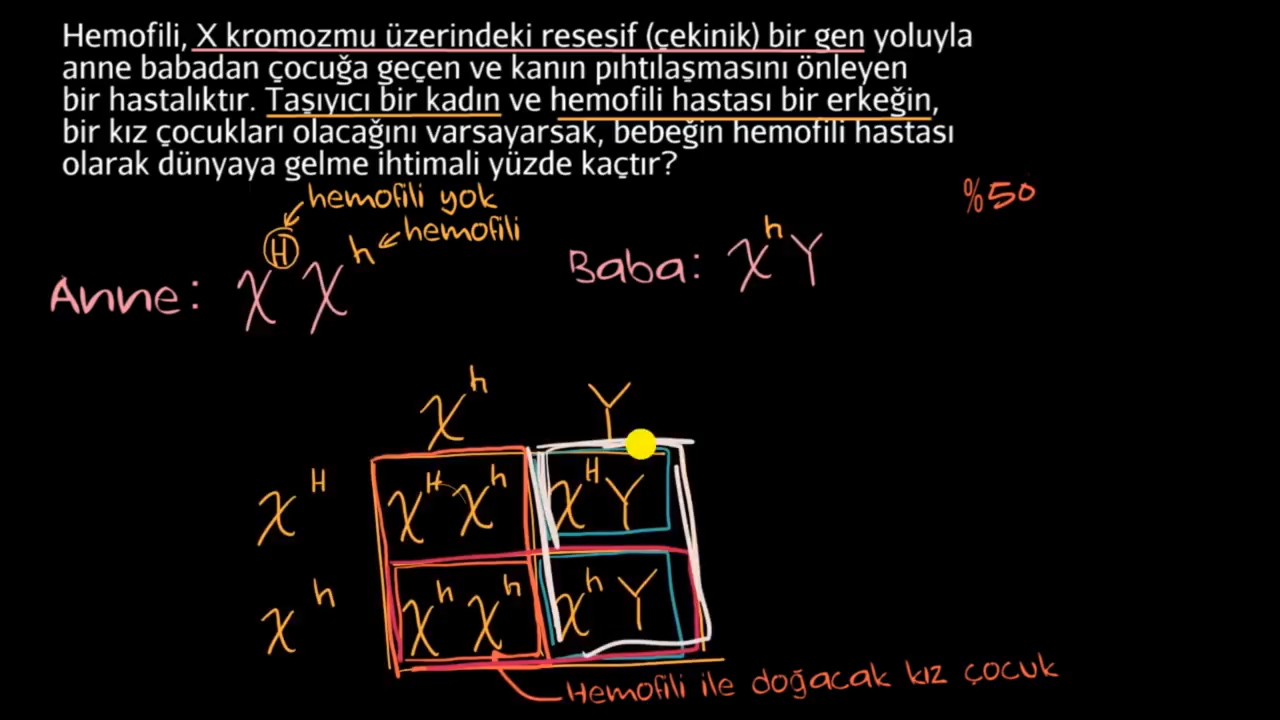 Hemofili, X kromozmu üzerindeki resesif (çekinik) bir gen yoluyla
anne babadan çocuğa geçen ve kanın pıhtılaşmasını önleyen
bir hastalıktır. Taşıyıcı bir kadın ve hemofili hastası bir erkeğin,
bir kız çocukları olacağını varsayarsak, bebeğin hemofili hastası
olarak dünyaya gelme ihtimali yüzde kaçtır?
%50
hemofili yok
hemofili
Anne: X^H X^h
Baba: X^h Y
X^h Y
X^H X^H X^h X^H Y
X^h X^h X^h X^h Y
Hemofili ile doğacak kız çocuk